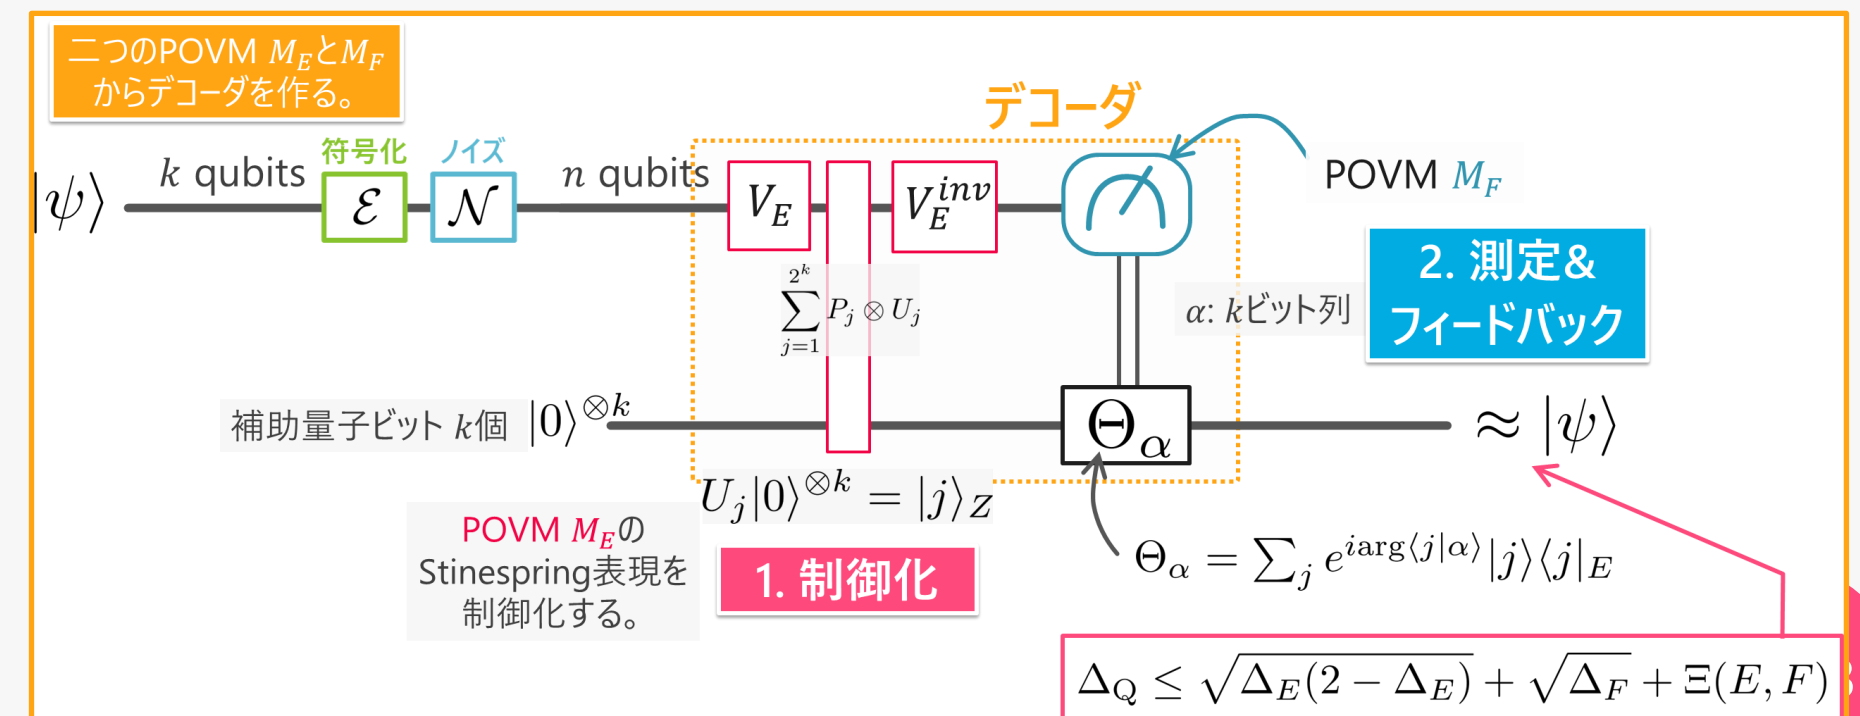 二つのPOVM M_EとM_F
からデコーダを作る。
デコーダ
|ψ⟩
k qubits
符号化
ℰ
ノイズ
𝒩
n qubits
V_E
V_E^{inv}
POVM M_F
\sum_{j=1}^{2^k} P_j ⊗ U_j
α: kビット列
2. 測定&
フィードバック
補助量子ビット k個 |0⟩^{⊗k}
Θ_α
≈ |ψ⟩
U_j|0⟩^{⊗k} = |j⟩_Z
POVM M_Eの
Stinespring表現を
制御化する。
1. 制御化
Θ_α = ∑_j e^{iarg⟨j|α⟩}|j⟩⟨j|_E
Δ_Q ≤ √(Δ_E(2 − Δ_E)) + √Δ_F + Ξ(E, F)